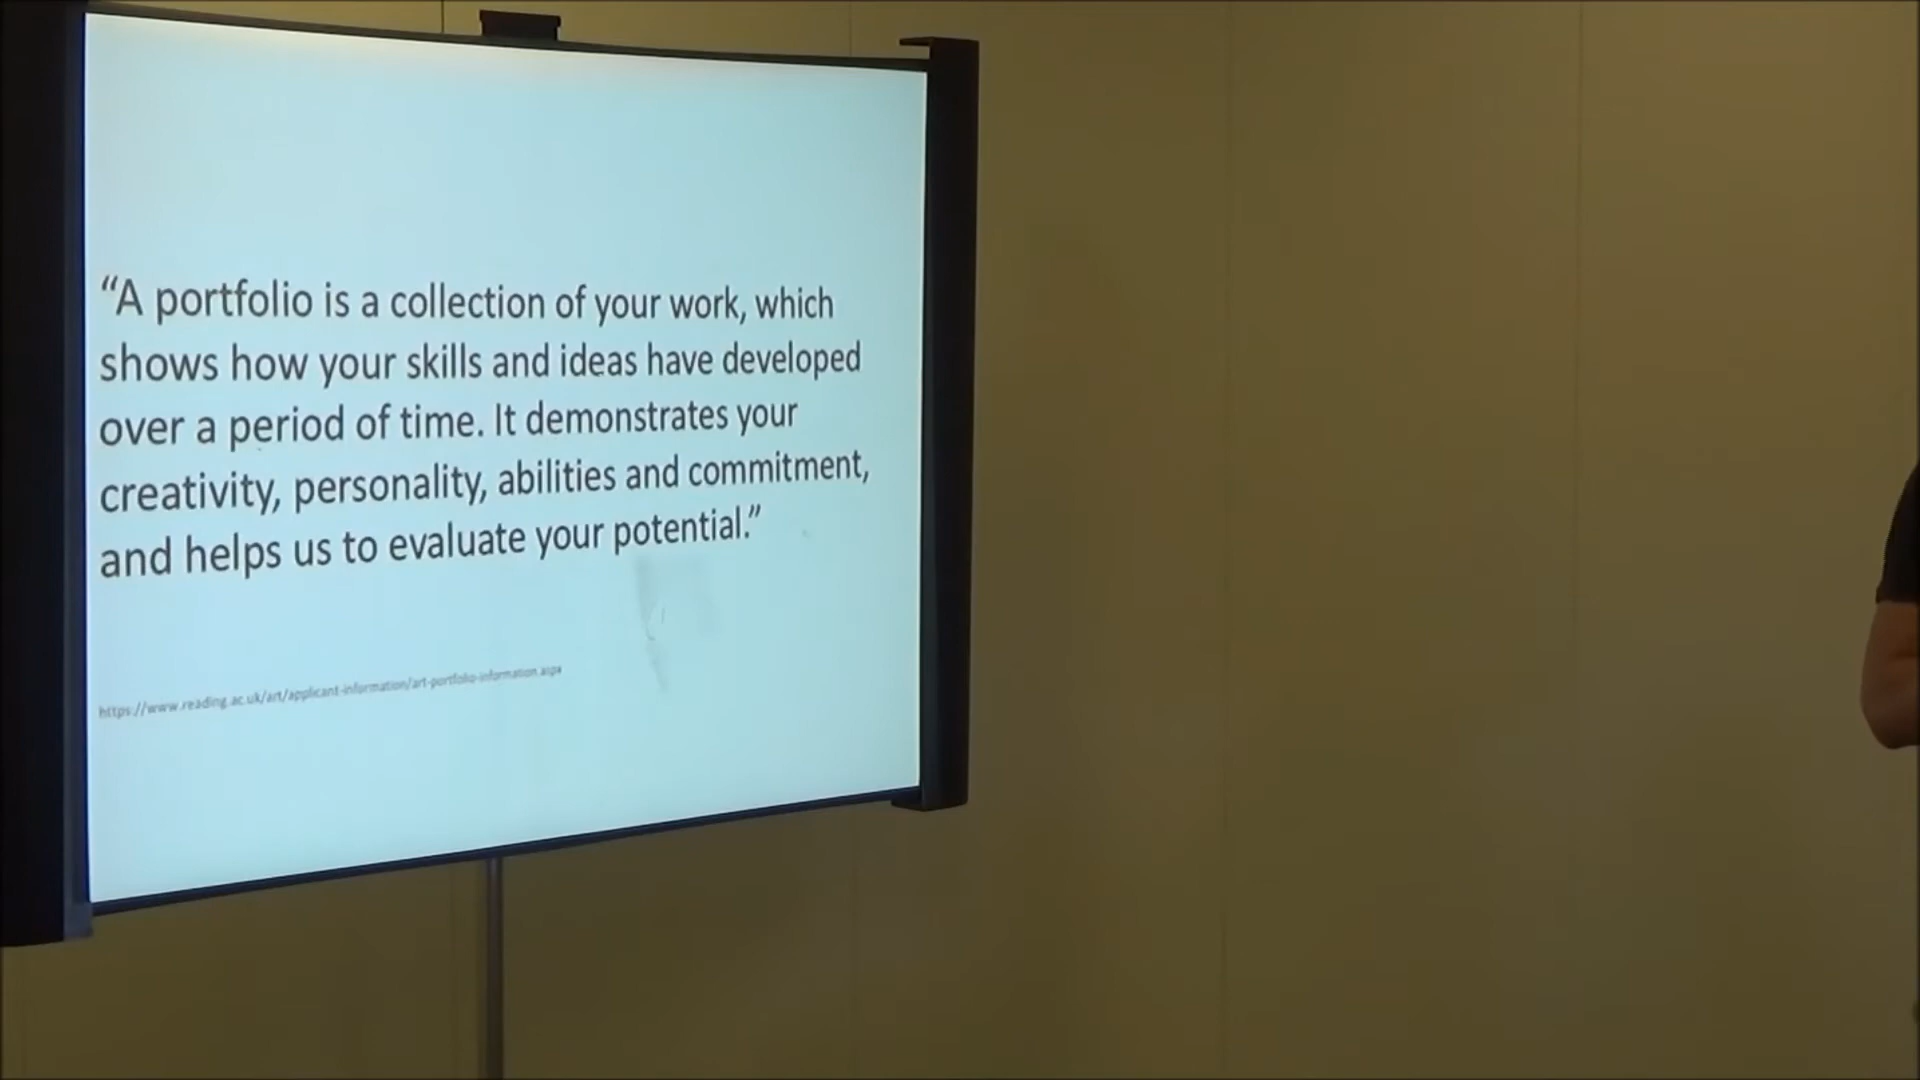 “A portfolio is a collection of your work, which
shows how your skills and ideas have developed
over a period of time. It demonstrates your
creativity, personality, abilities and commitment,
and helps us to evaluate your potential.”
https://www.reading.ac.uk/art/applicant-information/art-portfolio-information.aspx